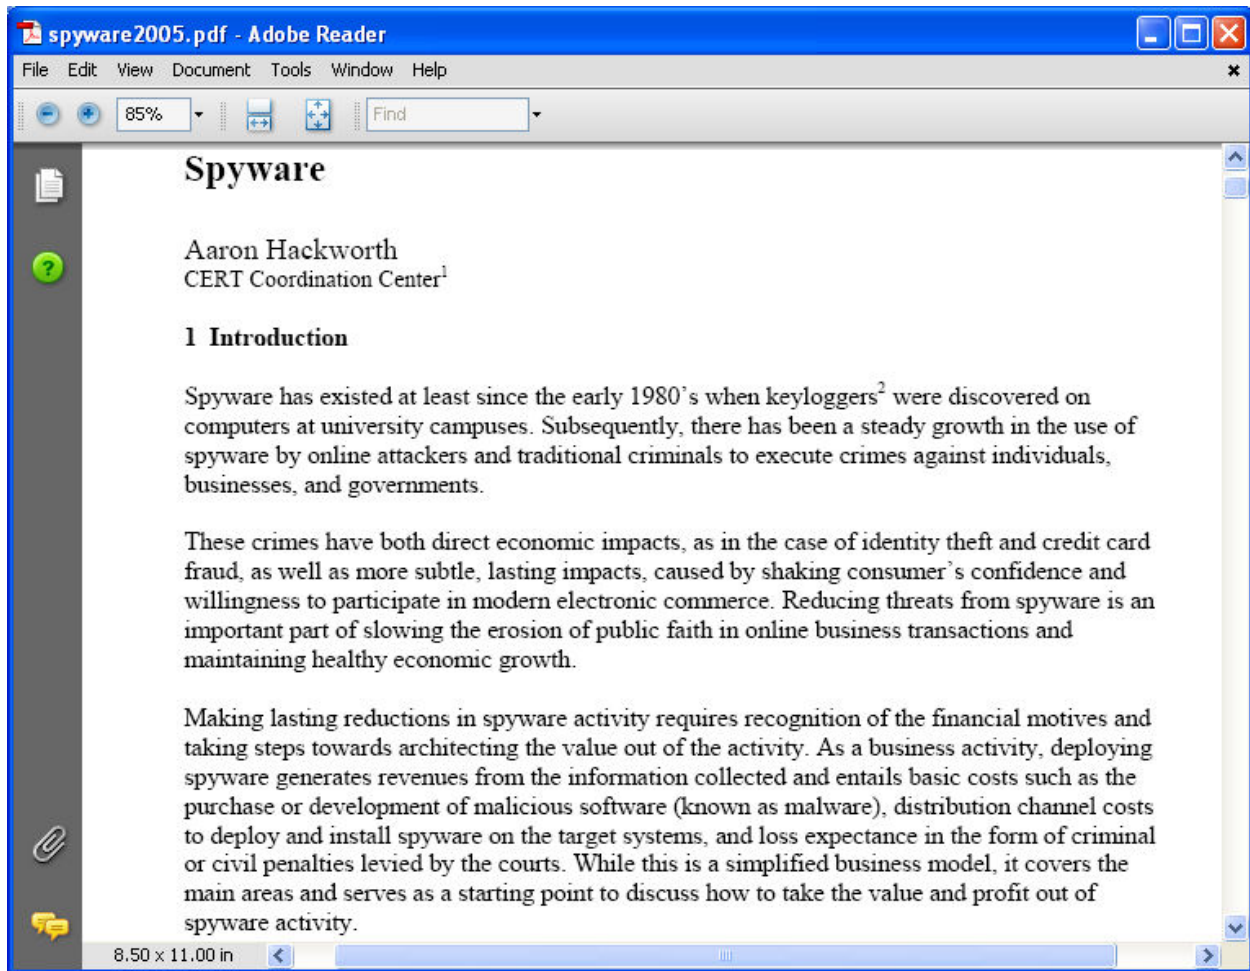 spyware2005.pdf - Adobe Reader
File Edit View Document Tools Window Help
85% Find
Spyware
Aaron Hackworth
CERT Coordination Center1
1 Introduction
Spyware has existed at least since the early 1980's when keyloggers2 were discovered on
computers at university campuses. Subsequently, there has been a steady growth in the use of
spyware by online attackers and traditional criminals to execute crimes against individuals,
businesses, and governments.
These crimes have both direct economic impacts, as in the case of identity theft and credit card
fraud, as well as more subtle, lasting impacts, caused by shaking consumer's confidence and
willingness to participate in modern electronic commerce. Reducing threats from spyware is an
important part of slowing the erosion of public faith in online business transactions and
maintaining healthy economic growth.
Making lasting reductions in spyware activity requires recognition of the financial motives and
taking steps towards architecting the value out of the activity. As a business activity, deploying
spyware generates revenues from the information collected and entails basic costs such as the
purchase or development of malicious software (known as malware), distribution channel costs
to deploy and install spyware on the target systems, and loss expectance in the form of criminal
or civil penalties levied by the courts. While this is a simplified business model, it covers the
main areas and serves as a starting point to discuss how to take the value and profit out of
spyware activity.
8.50 x 11.00 in